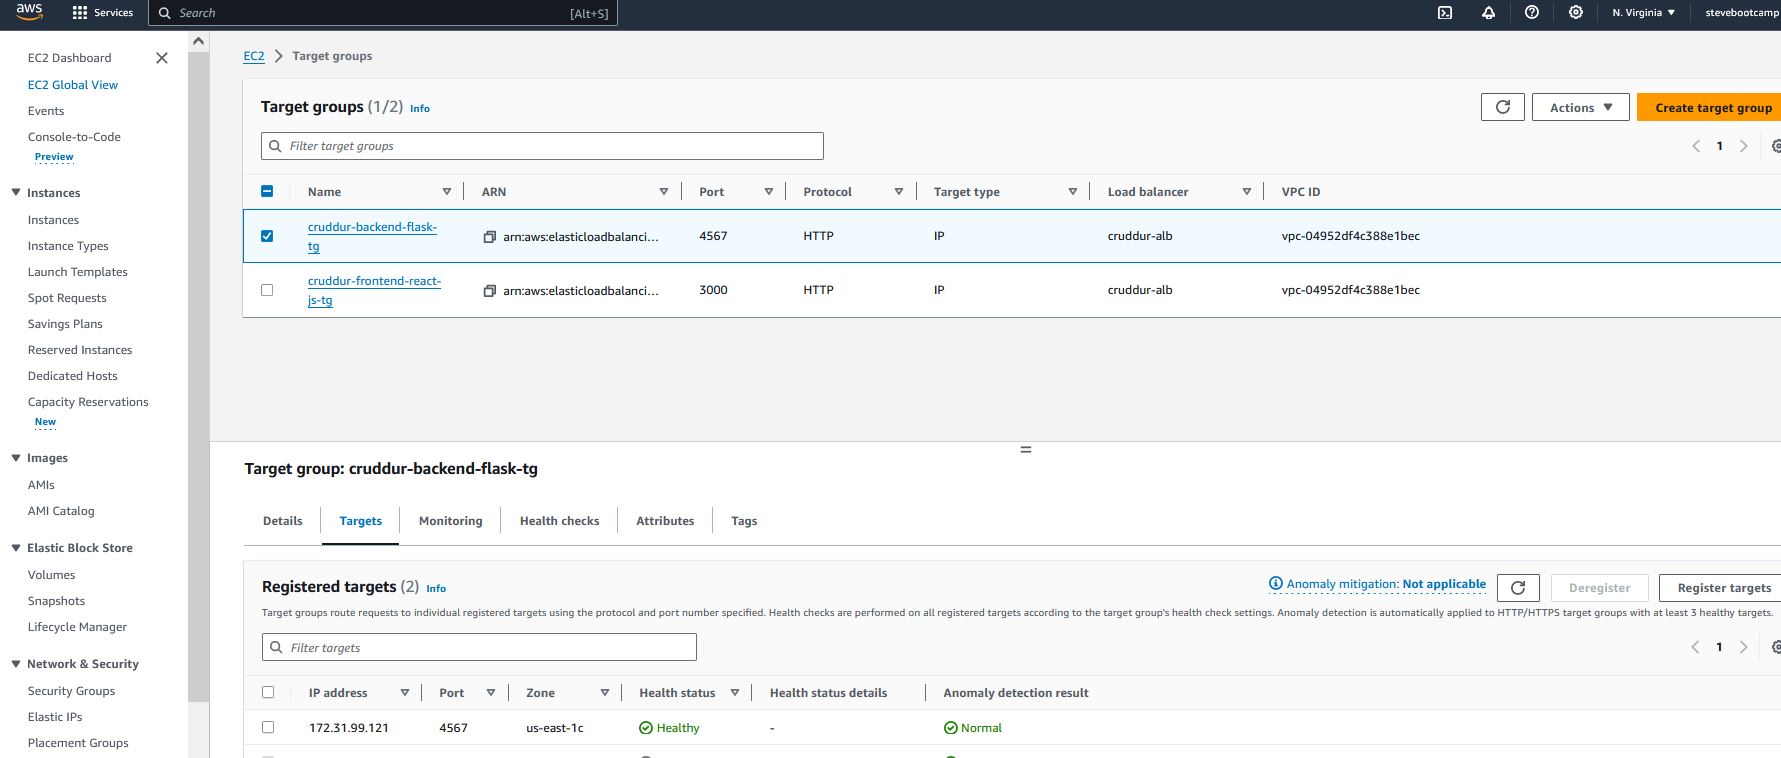 aws
Services
Search
[Alt+S]
N. Virginia
stevebootcamp
EC2 Dashboard
EC2 Global View
Events
Console-to-Code
Preview
Instances
Instances
Instance Types
Launch Templates
Spot Requests
Savings Plans
Reserved Instances
Dedicated Hosts
Capacity Reservations
New
Images
AMIs
AMI Catalog
Elastic Block Store
Volumes
Snapshots
Lifecycle Manager
Network & Security
Security Groups
Elastic IPs
Placement Groups
EC2 Target groups
Target groups (1/2) Info
Actions
Create target group
Filter target groups
1
Name ARN Port Protocol Target type Load balancer VPC ID
cruddur-backend-flask-
tg
arn:aws:elasticloadbalanci... 4567 HTTP IP cruddur-alb vpc-04952df4c388e1bec
cruddur-frontend-react-
js-tg
arn:aws:elasticloadbalanci... 3000 HTTP IP cruddur-alb vpc-04952df4c388e1bec
Target group: cruddur-backend-flask-tg
Details Targets Monitoring Health checks Attributes Tags
Registered targets (2) Info
Anomaly mitigation: Not applicable
Deregister
Register targets
Target groups route requests to individual registered targets using the protocol and port number specified. Health checks are performed on all registered targets according to the target group's health check settings. Anomaly detection is automatically applied to HTTP/HTTPS target groups with at least 3 healthy targets.
Filter targets
1
IP address Port Zone Health status Health status details Anomaly detection result
172.31.99.121 4567 us-east-1c Healthy - Normal